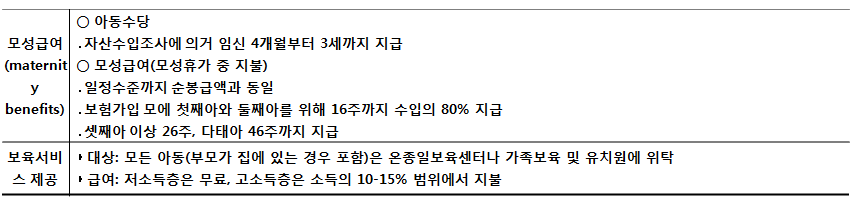 모성급여
(maternit
y
benefits)
○ 아동수당
. 자산수입조사에 의거 임신 4개월부터 3세까지 지급
○ 모성급여(모성휴가 중 지불)
. 일정수준까지 순봉급액과 동일
. 보험가입 모에 첫째아와 둘째아를 위해 16주까지 수입의 80% 지급
. 셋째아 이상 26주, 다태아 46주까지 지급
보육서비
스 제공
‣ 대상: 모든 아동(부모가 집에 있는 경우 포함)은 온종일보육센터나 가족보육 및 유치원에 위탁
‣ 급여: 저소득층은 무료, 고소득층은 소득의 10-15% 범위에서 지불